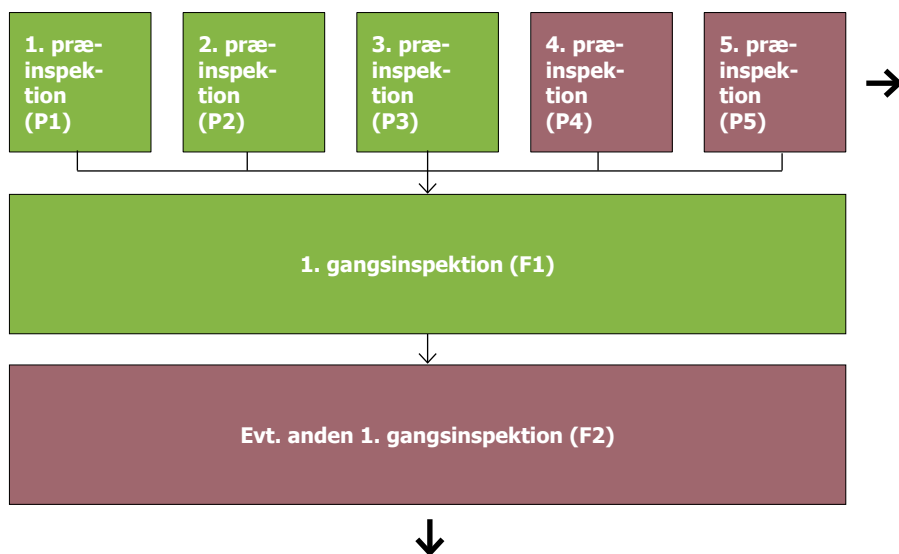 1. præ-
inspek-
tion
(P1)
2. præ-
inspek-
tion
(P2)
3. præ-
inspek-
tion
(P3)
4. præ-
inspek-
tion
(P4)
5. præ-
inspek-
tion
(P5)
1. gangsinspektion (F1)
Evt. anden 1. gangsinspektion (F2)